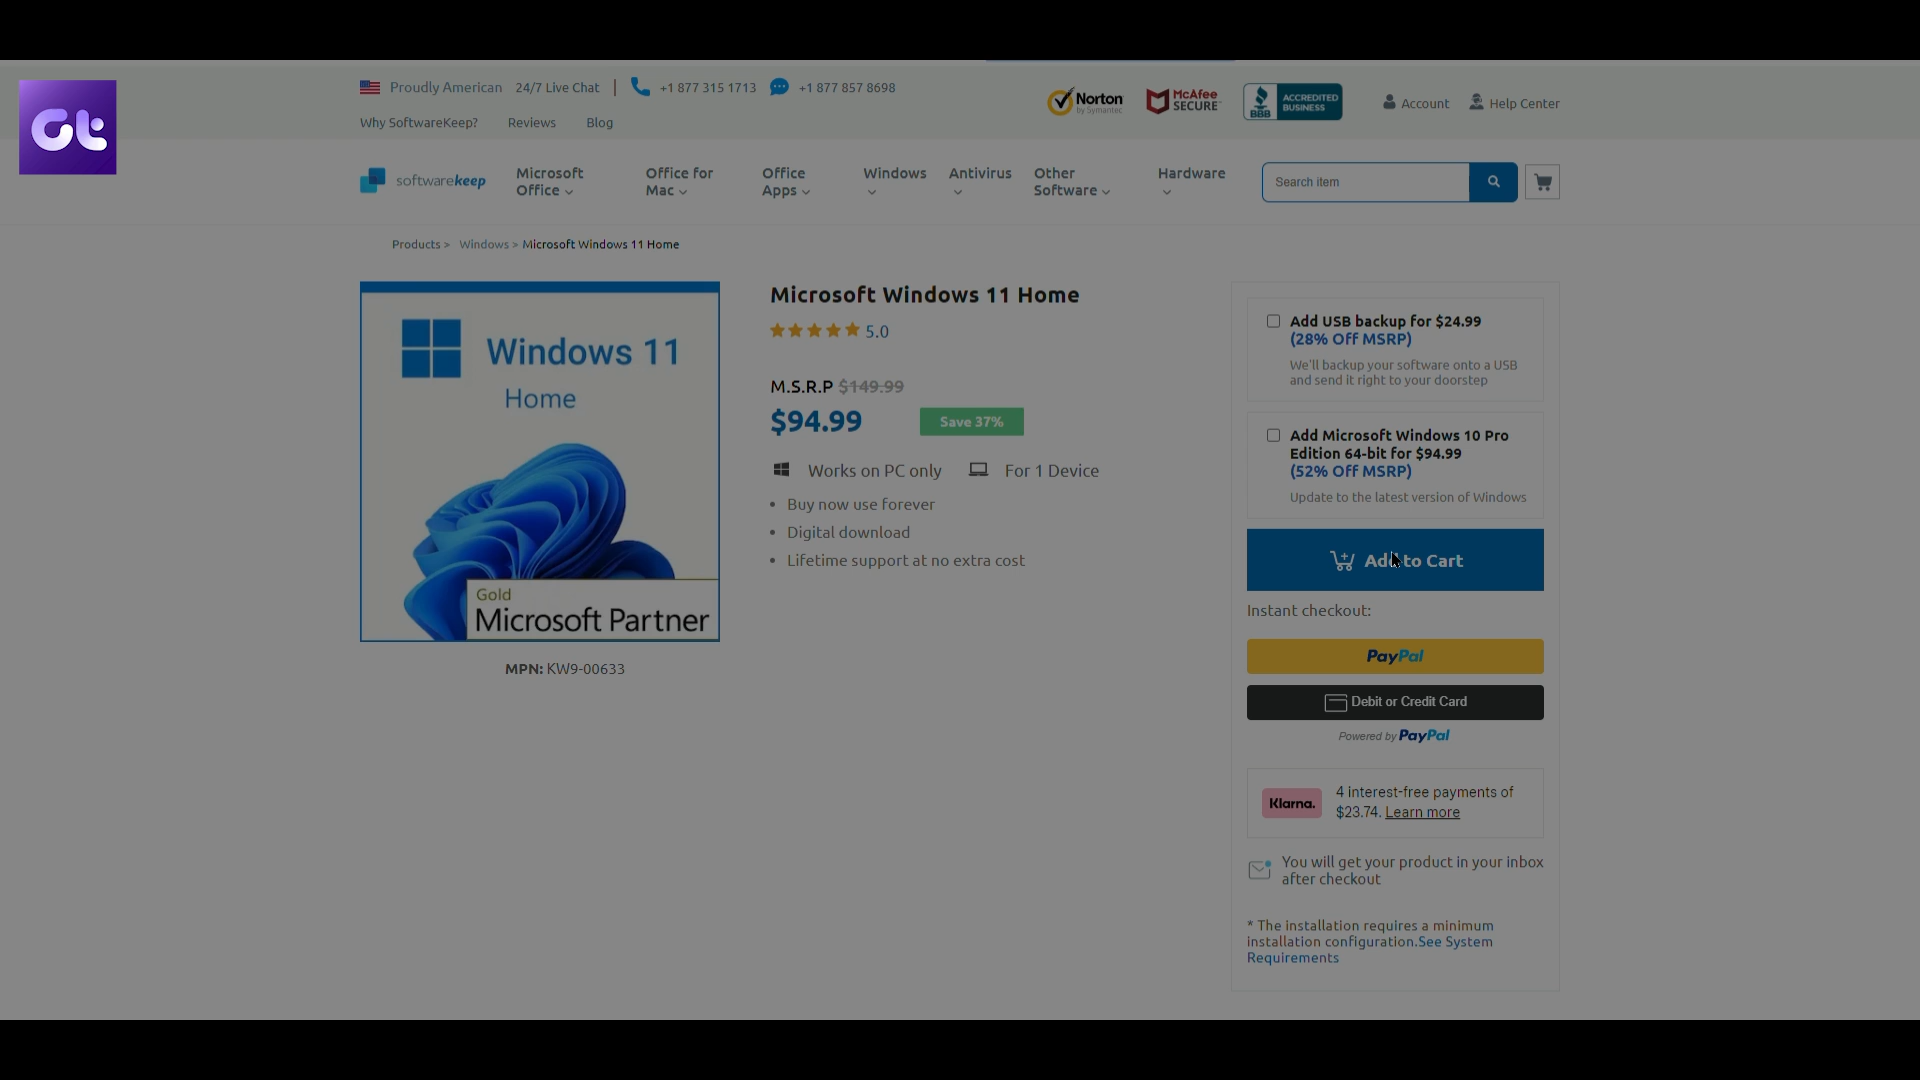 Proudly American 24/7 Live Chat | +1 877 315 1713 +1 877 857 8698
Why SoftwareKeep? Reviews Blog
Norton
by Symantec
McAfee
SECURE
BBB
ACCREDITED
BUSINESS
Account Help Center
Gt
softwarekeep
Microsoft
Office
Office for
Mac
Office
Apps
Windows
Antivirus
Other
Software
Hardware
Search item
Products > Windows > Microsoft Windows 11 Home
Windows 11
Home
Gold
Microsoft Partner
MPN: KW9-00633
Microsoft Windows 11 Home
5.0
M.S.R.P $149.99
$94.99 Save 37%
Works on PC only For 1 Device
• Buy now use forever
• Digital download
• Lifetime support at no extra cost
Add USB backup for $24.99
(28% Off MSRP)
We'll backup your software onto a USB
and send it right to your doorstep
Add Microsoft Windows 10 Pro
Edition 64-bit for $94.99
(52% Off MSRP)
Update to the latest version of Windows
Add to Cart
Instant checkout:
PayPal
Debit or Credit Card
Powered by PayPal
Klarna.
4 interest-free payments of
$23.74. Learn more
You will get your product in your inbox
after checkout
* The installation requires a minimum
installation configuration.See System
Requirements